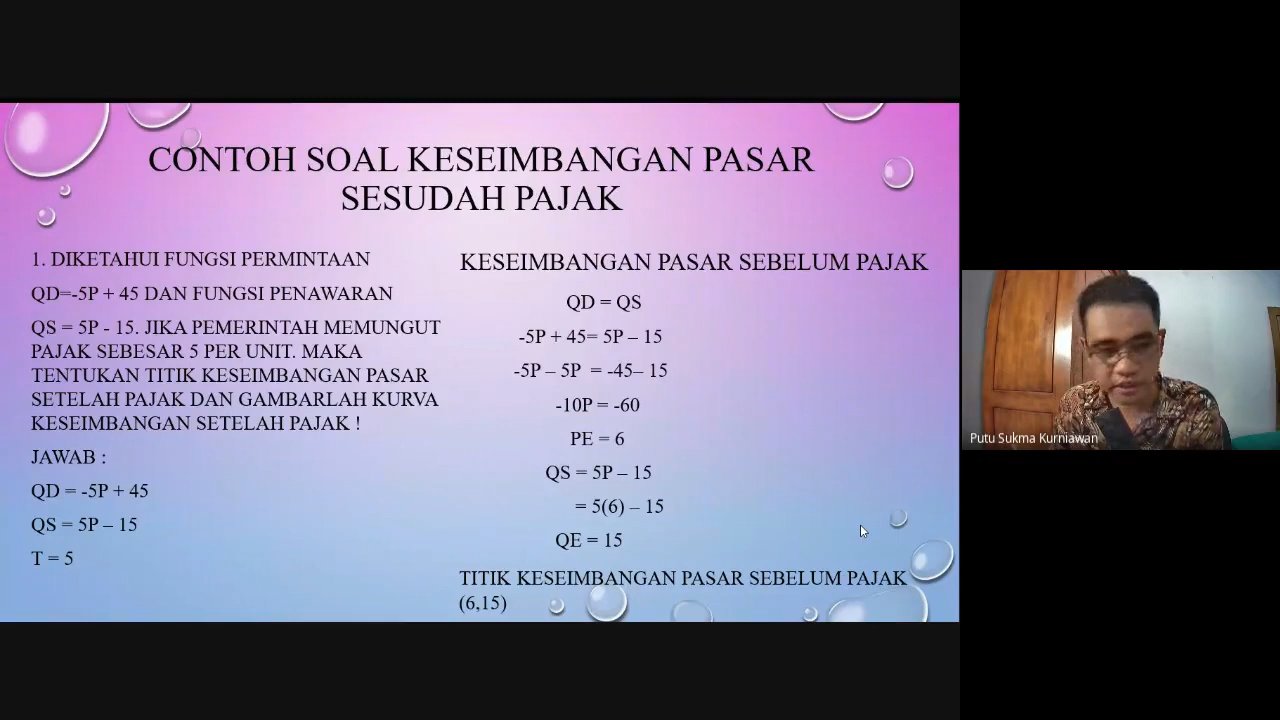 CONTOH SOAL KESEIMBANGAN PASAR
SESUDAH PAJAK
1. DIKETAHUI FUNGSI PERMINTAAN
QD=-5P + 45 DAN FUNGSI PENAWARAN
QS = 5P - 15. JIKA PEMERINTAH MEMUNGUT
PAJAK SEBESAR 5 PER UNIT. MAKA
TENTUKAN TITIK KESEIMBANGAN PASAR
SETELAH PAJAK DAN GAMBARLAH KURVA
KESEIMBANGAN SETELAH PAJAK !
JAWAB :
QD = -5P + 45
QS = 5P – 15
T = 5
KESEIMBANGAN PASAR SEBELUM PAJAK
QD = QS
-5P + 45= 5P – 15
-5P – 5P = -45– 15
-10P = -60
PE = 6
QS = 5P – 15
= 5(6) – 15
QE = 15
TITIK KESEIMBANGAN PASAR SEBELUM PAJAK
(6,15)
Putu Sukma Kurniawan